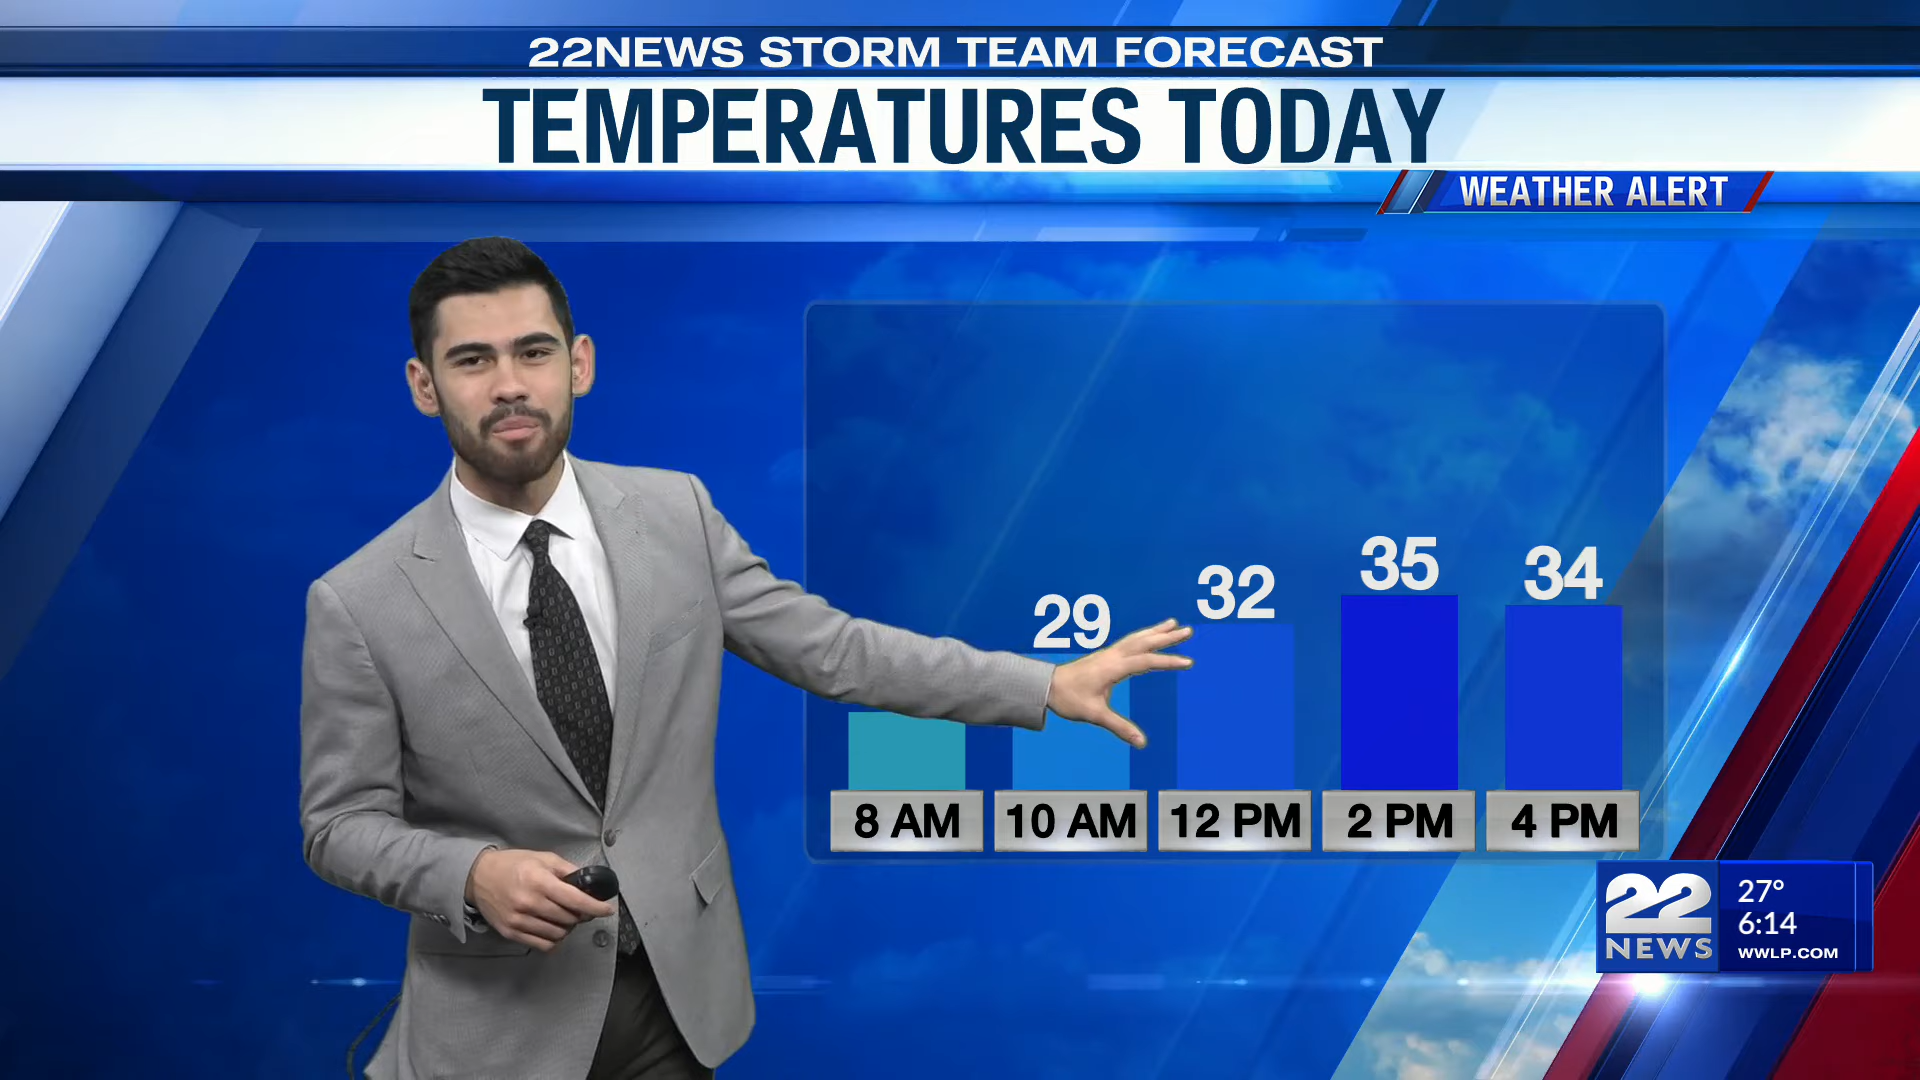 22NEWS STORM TEAM FORECAST
TEMPERATURES TODAY
WEATHER ALERT
29
32
35
34
8 AM
10 AM
12 PM
2 PM
4 PM
22
NEWS
27°
6:14
WWLP.COM